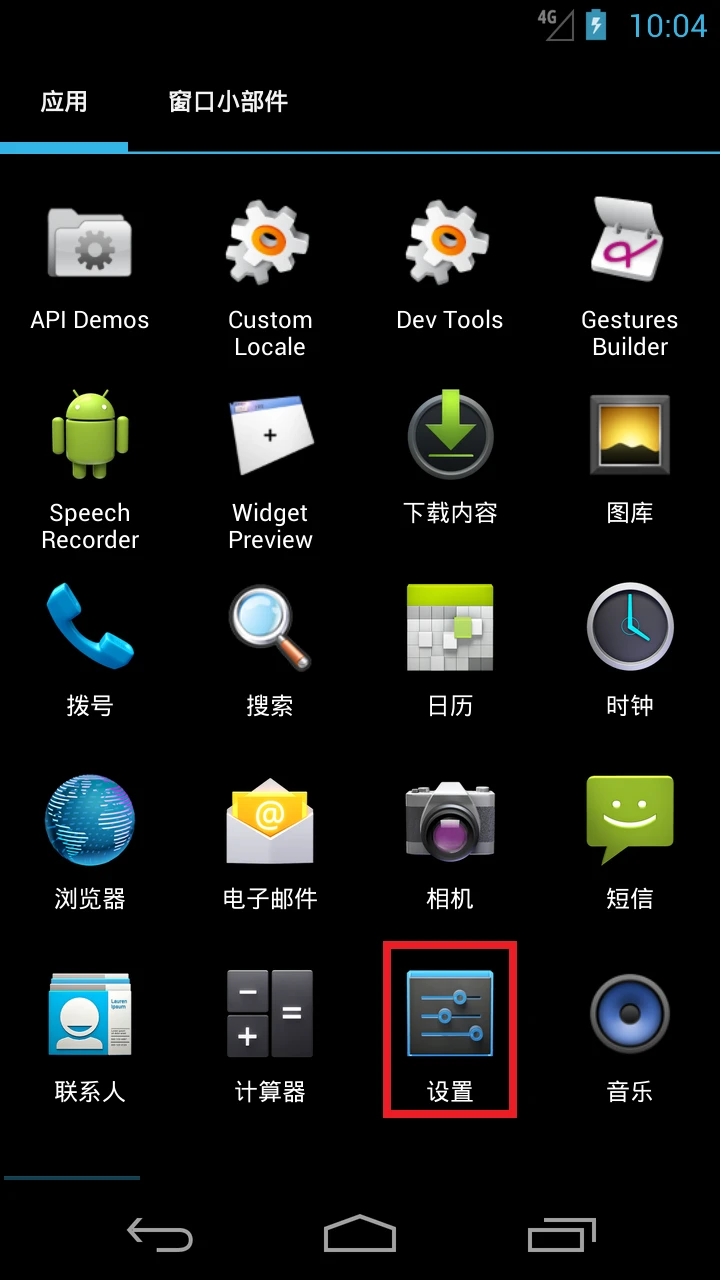 4G 10:04
应用 窗口小部件
API Demos Custom Locale Dev Tools Gestures Builder
Speech Recorder Widget Preview 下载内容 图库
拨号 搜索 日历 时钟
@
浏览器 电子邮件 相机 短信
Lauren
Ipsum
联系人 计算器 设置 音乐